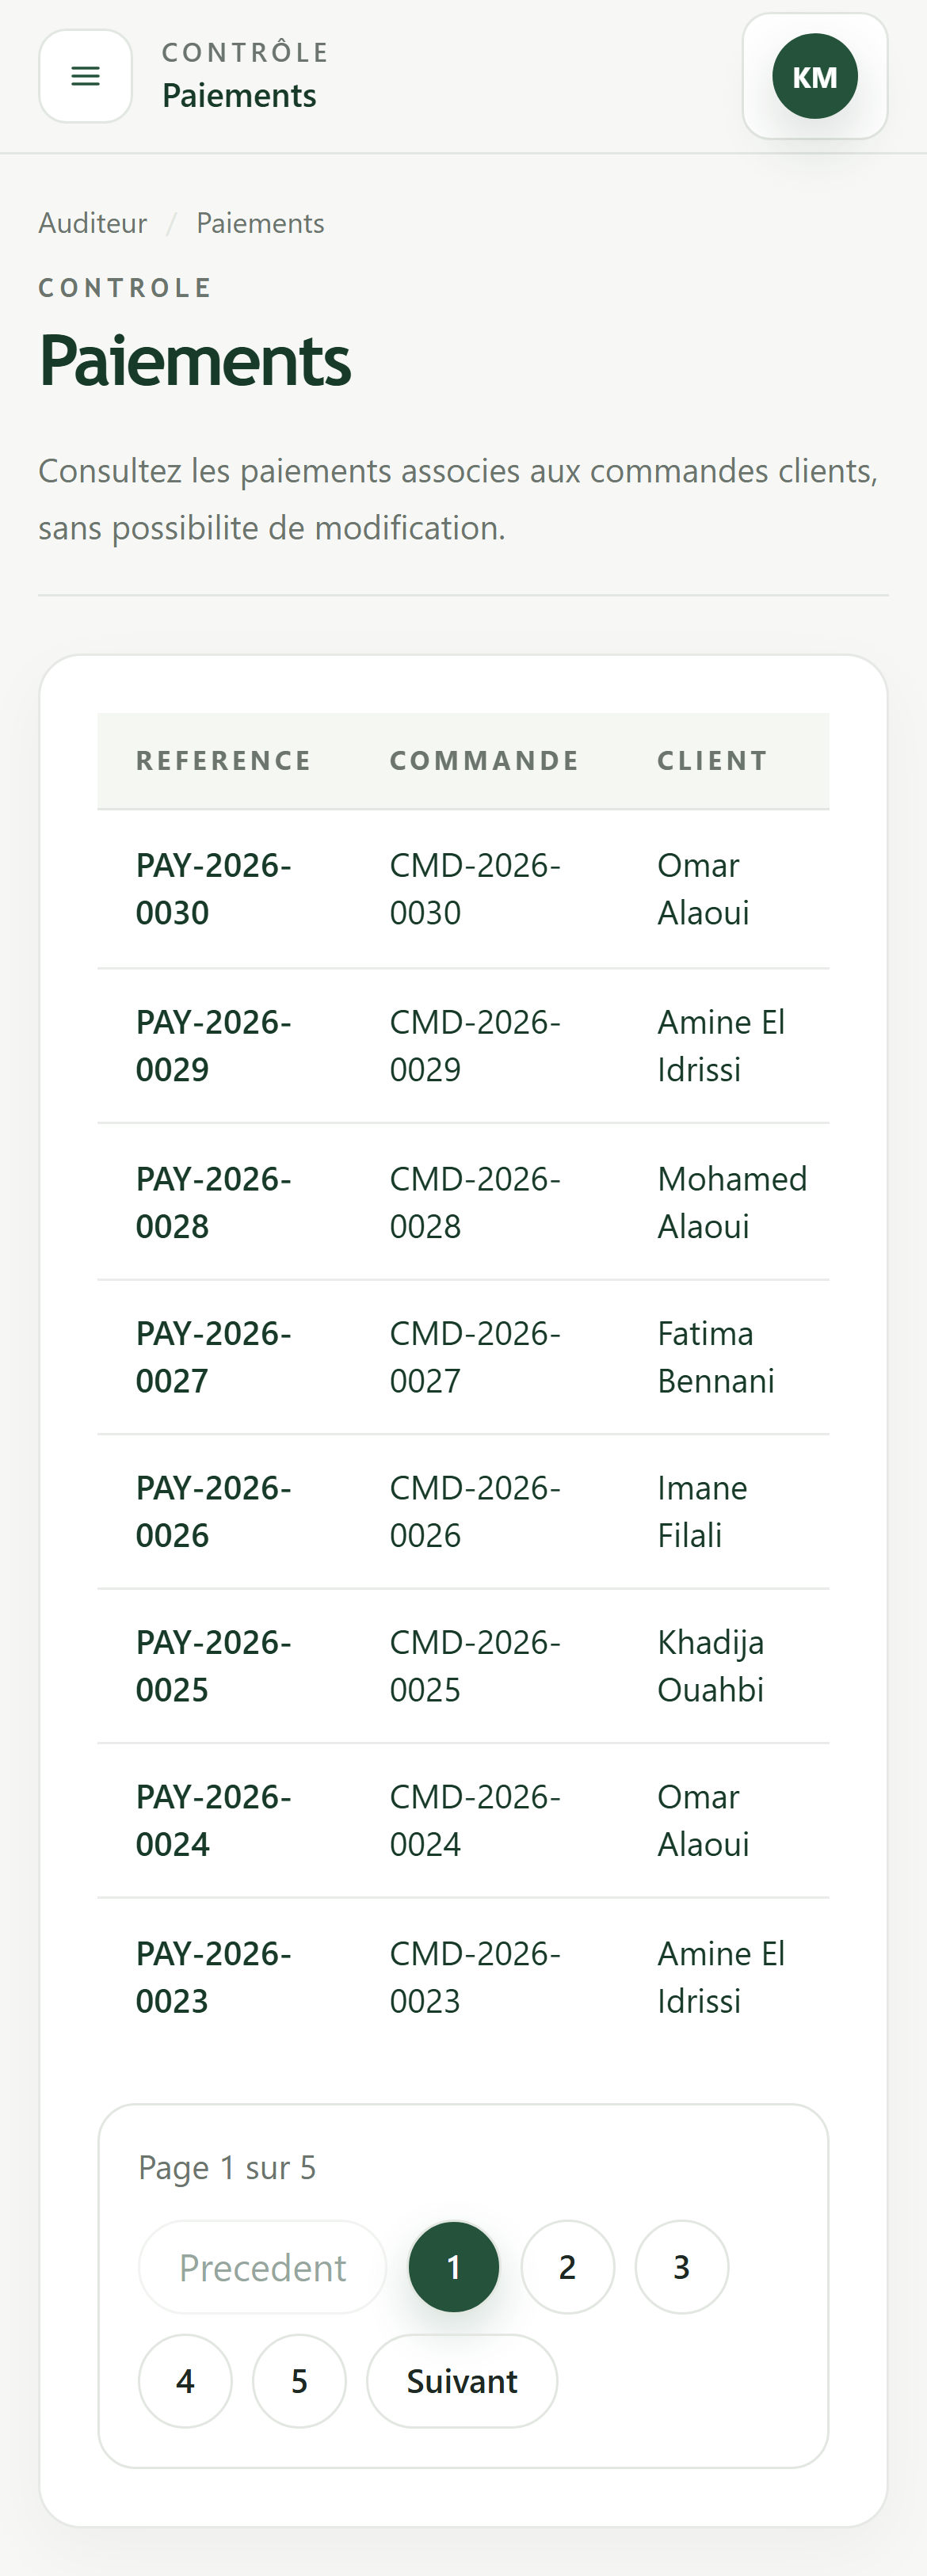 CONTRÔLE
Paiements
KM
Auditeur / Paiements
CONTROLE
Paiements
Consultez les paiements associes aux commandes clients,
sans possibilite de modification.
REFERENCE COMMANDE CLIENT
PAY-2026- CMD-2026- Omar
0030 0030 Alaoui
PAY-2026- CMD-2026- Amine El
0029 0029 Idrissi
PAY-2026- CMD-2026- Mohamed
0028 0028 Alaoui
PAY-2026- CMD-2026- Fatima
0027 0027 Bennani
PAY-2026- CMD-2026- Imane
0026 0026 Filali
PAY-2026- CMD-2026- Khadija
0025 0025 Ouahbi
PAY-2026- CMD-2026- Omar
0024 0024 Alaoui
PAY-2026- CMD-2026- Amine El
0023 0023 Idrissi
Page 1 sur 5
Precedent 1 2 3
4 5 Suivant